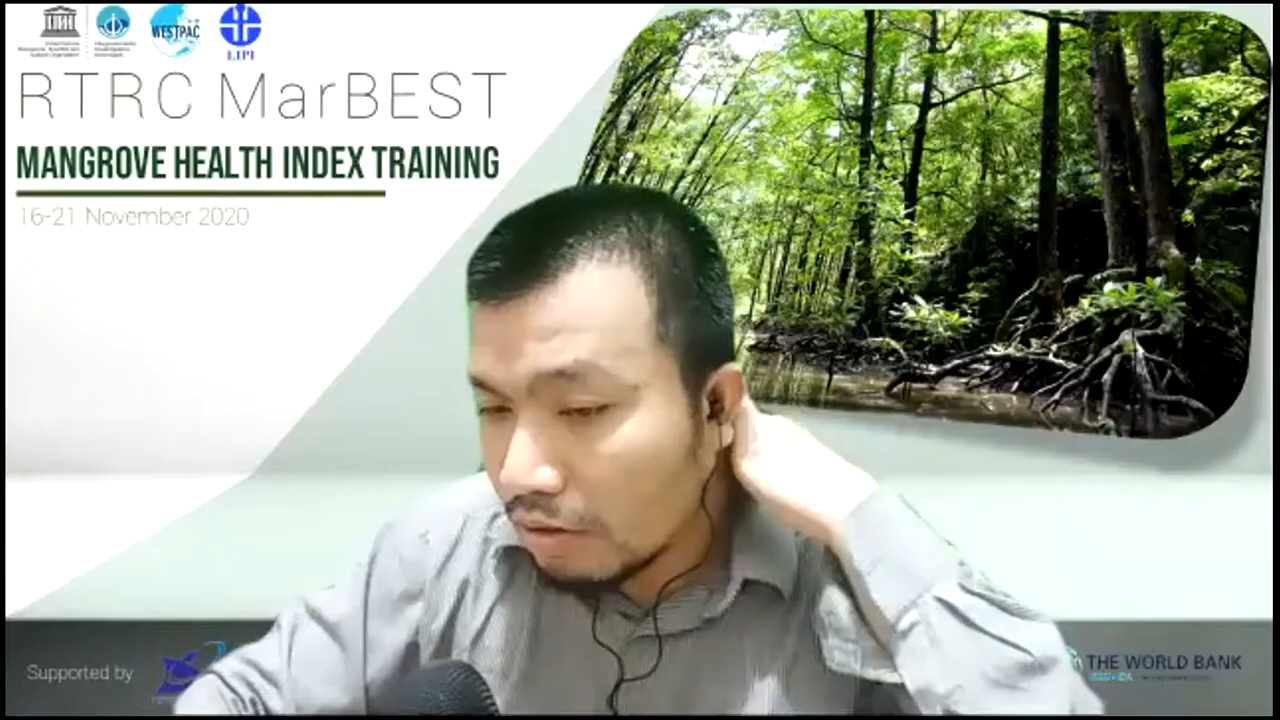 WESTPAC
LIPI
RTRC MarBEST
MANGROVE HEALTH INDEX TRAINING
16-21 November 2020
Supported by
THE WORLD BANK